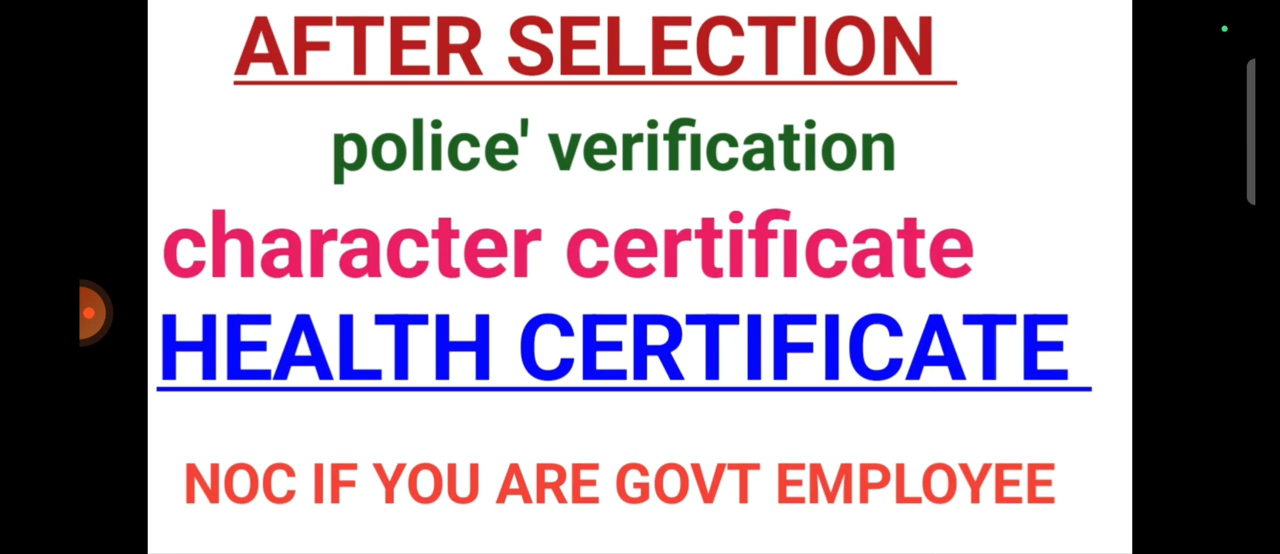 AFTER SELECTION
police' verification
character certificate
HEALTH CERTIFICATE
NOC IF YOU ARE GOVT EMPLOYEE